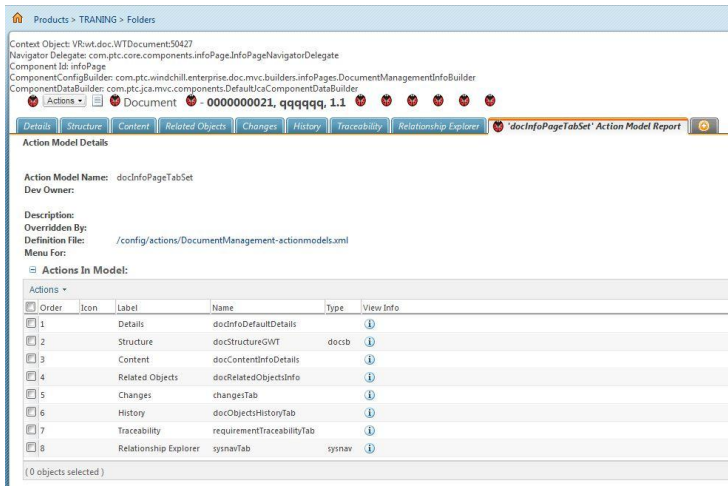 Products > TRANING > Folders
Context Object: VR:wt.doc.WTDocument:50427
Navigator Delegate: com.ptc.core.components.infoPage.InfoPageNavigatorDelegate
Component Id: infoPage
ComponentConfigBuilder: com.ptc.windchill.enterprise.doc.mvc.builders.infoPages.DocumentManagementInfoBuilder
ComponentDataBuilder: com.ptc.jca.mvc.components.DefaultJcaComponentDataBuilder
Actions Document - 0000000021, qqqqqq, 1.1
Details Structure Content Related Objects Changes History Traceability Relationship Explorer 'docInfoPageTabSet' Action Model Report
Action Model Details
Action Model Name: docInfoPageTabSet
Dev Owner:
Description:
Overridden By:
Definition File: /config/actions/DocumentManagement-actionmodels.xml
Menu For:
Actions In Model:
Actions
Order Icon Label Name Type View Info
1 Details docInfoDefaultDetails
2 Structure docStructureGWT docsb
3 Content docContentInfoDetails
4 Related Objects docRelatedObjectsInfo
5 Changes changesTab
6 History docObjectsHistoryTab
7 Traceability requirementTraceabilityTab
8 Relationship Explorer sysnavTab sysnav
( 0 objects selected )